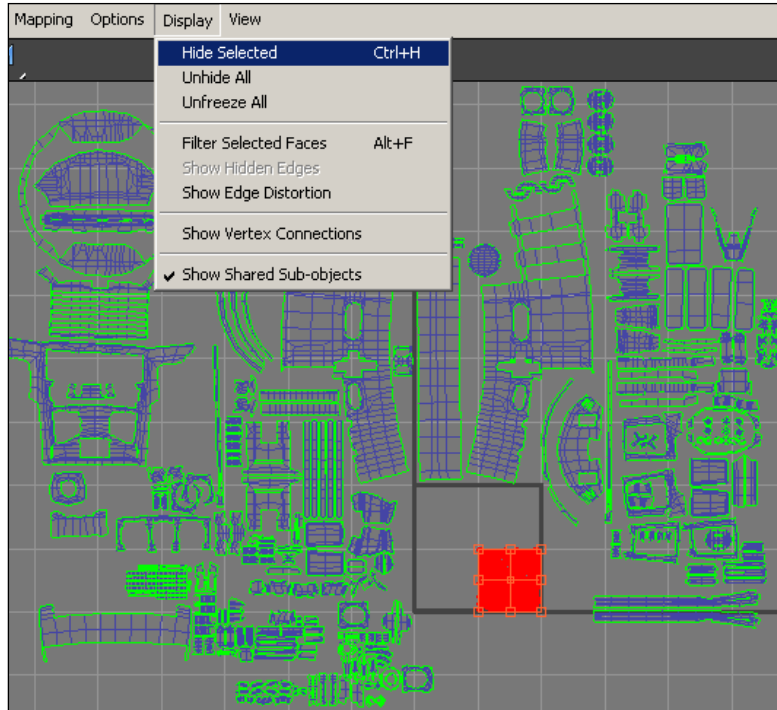 Mapping Options Display View
Hide Selected Ctrl+H
Unhide All
Unfreeze All
Filter Selected Faces Alt+F
Show Hidden Edges
Show Edge Distortion
Show Vertex Connections
Show Shared Sub-objects